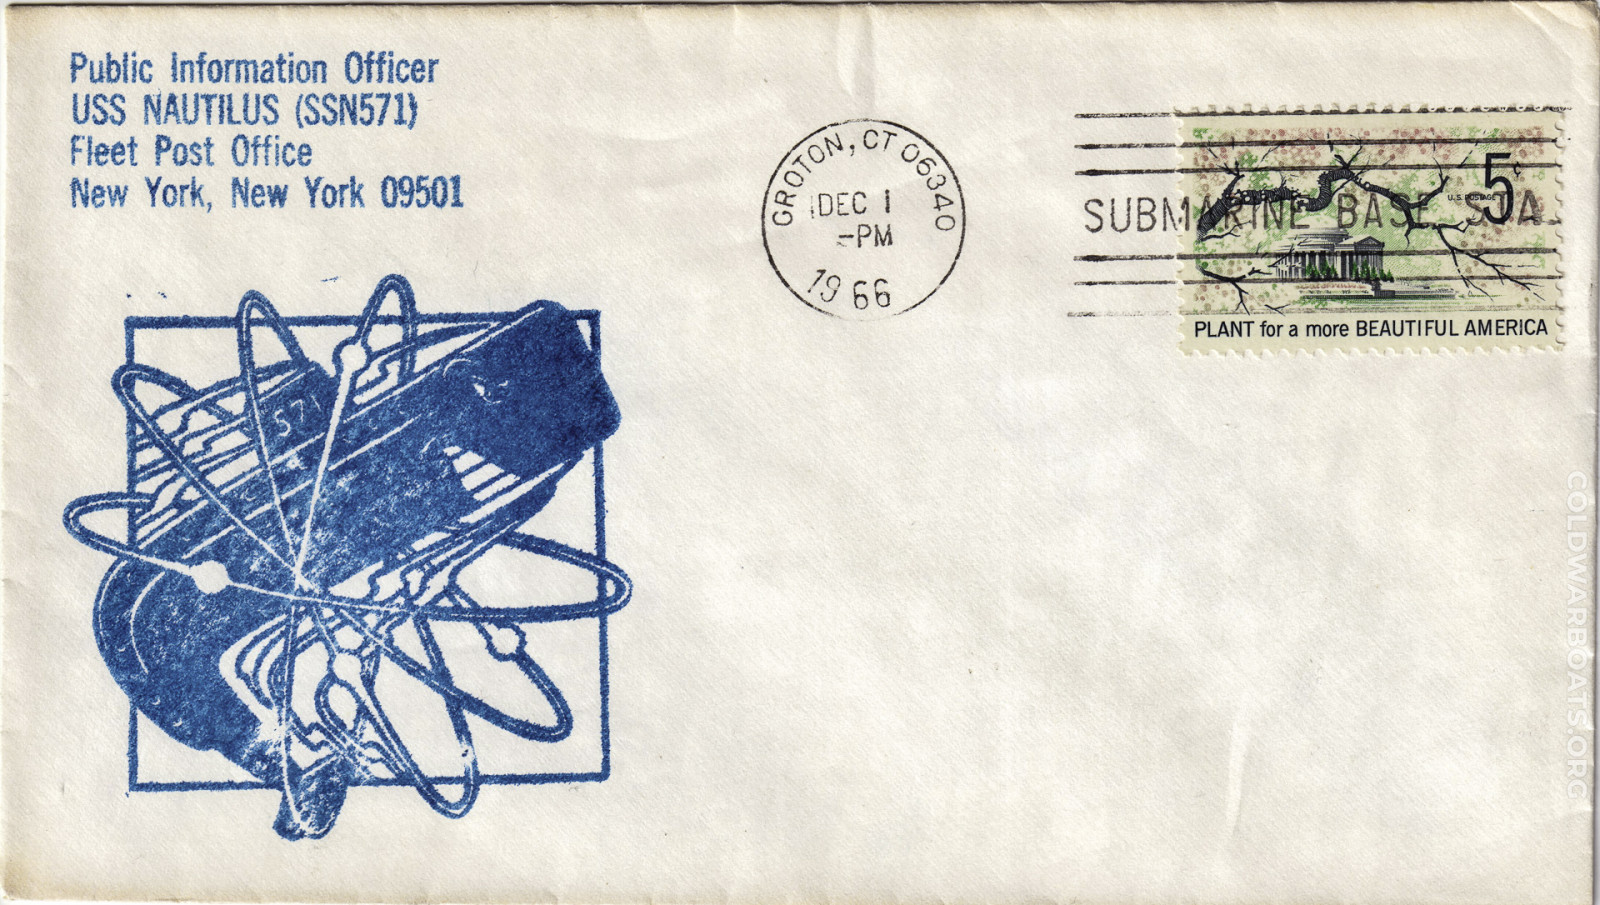 Public Information Officer
USS NAUTILUS (SSN571)
Fleet Post Office
New York, New York 09501
GROTON, CT 06340
DEC 1
-PM
1966
SUBMARINE BASE STA.
5¢
U.S. POSTAGE
PLANT for a more BEAUTIFUL AMERICA
571
COLDWARBOATS.ORG